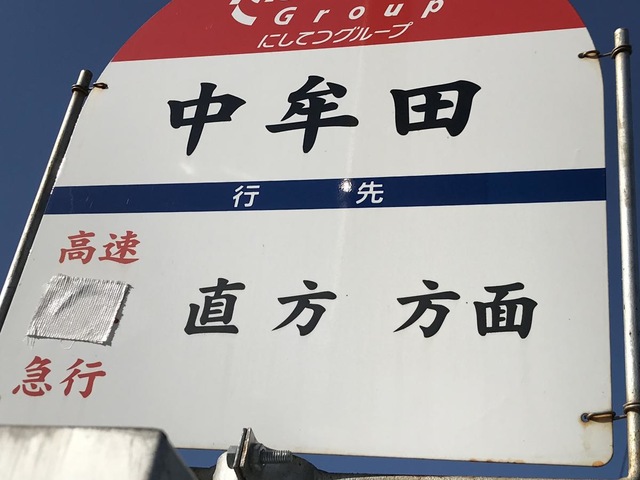 Group
にしてつグループ
中牟田
行先
高速
直方 方面
急行